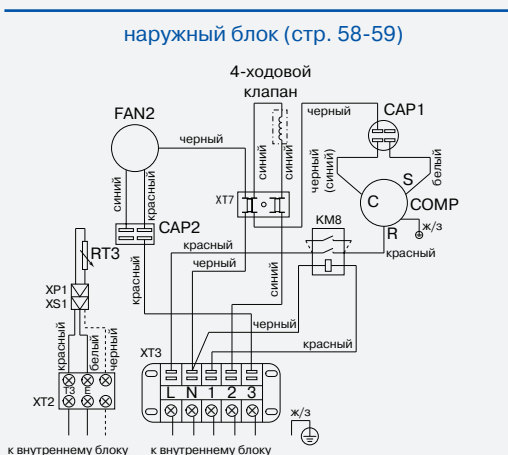 наружный блок (стр. 58-59)
4-ходовой
клапан
FAN2
черный
черный
CAP1
синий
синий
синий
красный
черный
(синий)
белый
S
C
COMP
R
ж/з
XT7
KM8
CAP2
RT3
красный
черный
красный
красный
синий
XP1
XS1
черный
красный
красный
белый
черный
XT3
T3 E
XT2
L N 1 2 3
ж/з
к внутреннему блоку
к внутреннему блоку